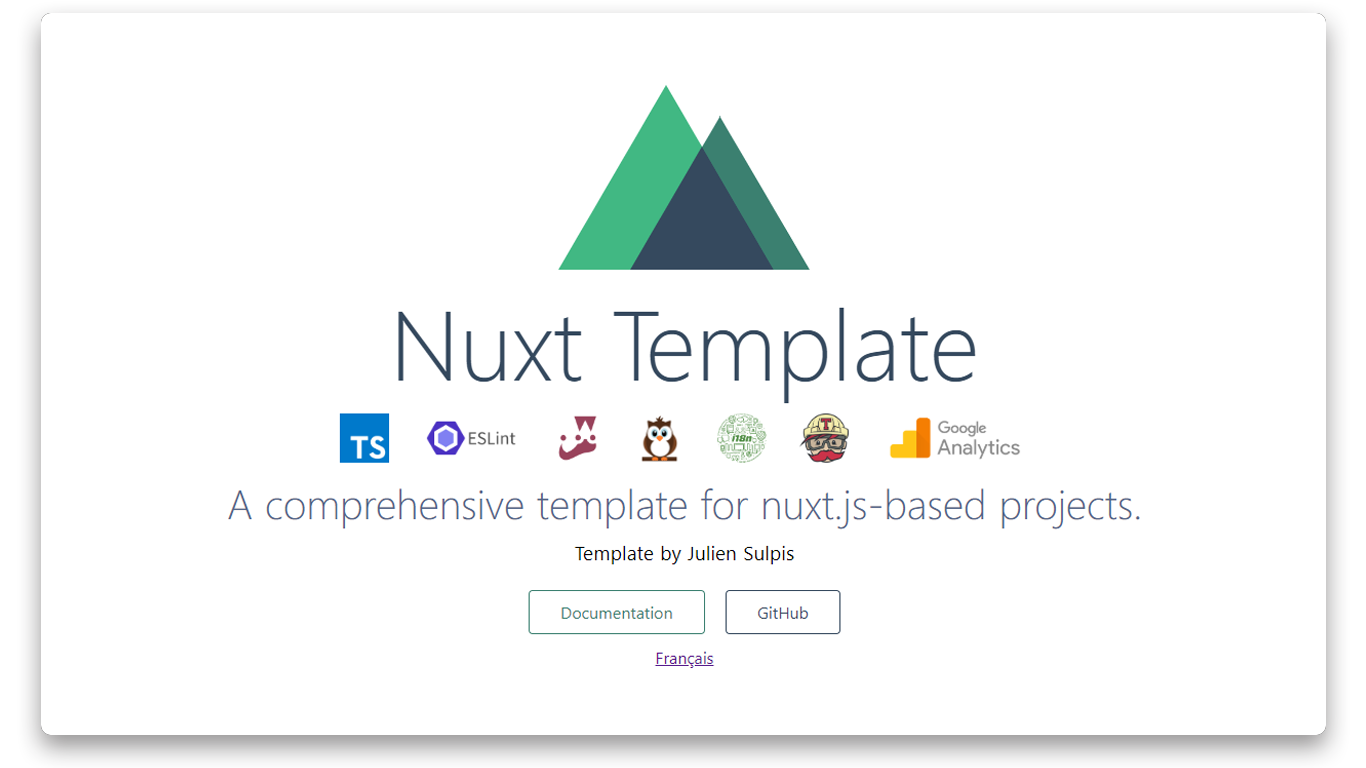 Nuxt Template
TS
ESLint
i18n
T
Google
Analytics
A comprehensive template for nuxt.js-based projects.
Template by Julien Sulpis
Documentation
GitHub
Français